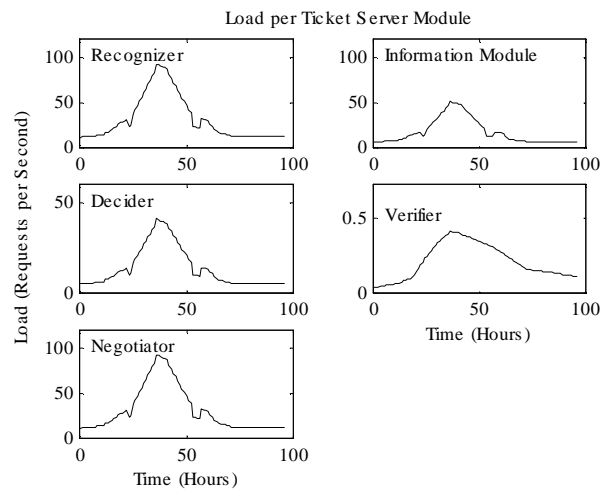 Load per Ticket Server Module
Load (Requests per Second)
Recognizer
100
50
0
0 50 100
Information Module
100
50
0
0 50 100
Decider
50
0
0 50 100
Verifier
0.5
0
0 50 100
Time (Hours)
Negotiator
100
50
0
0 50 100
Time (Hours)